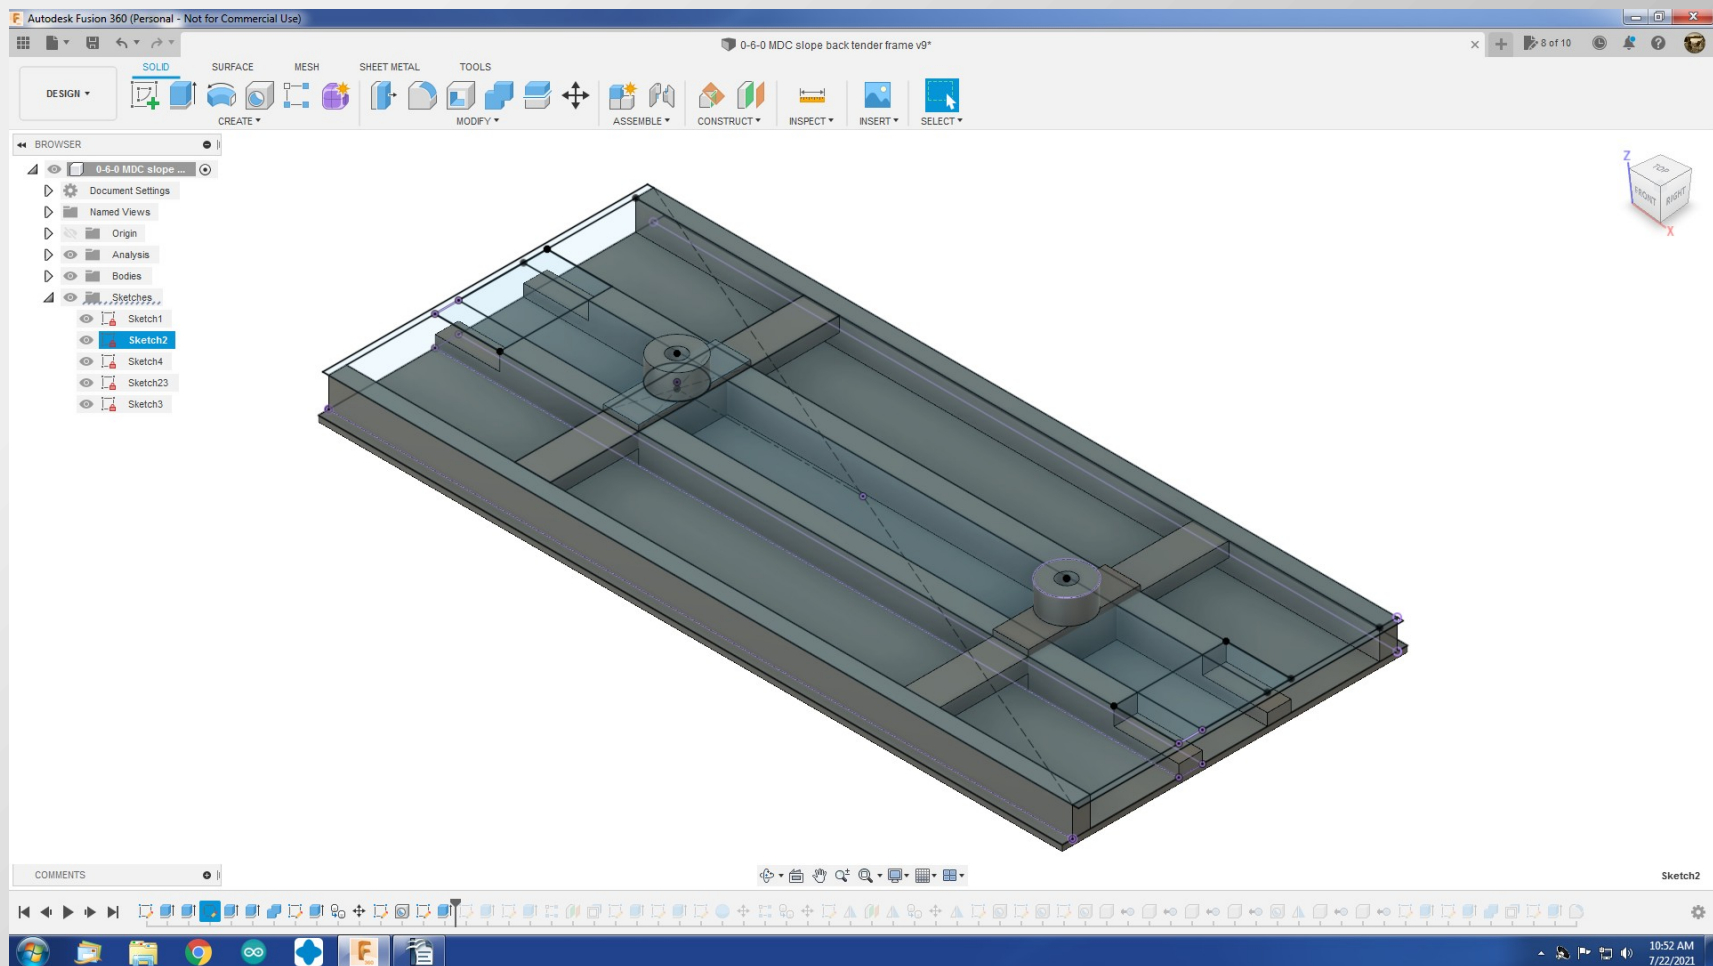 Autodesk Fusion 360 (Personal - Not for Commercial Use)
0-6-0 MDC slope back tender frame v9*
8 of 10
SOLID SURFACE MESH SHEET METAL TOOLS
DESIGN
CREATE MODIFY ASSEMBLE CONSTRUCT INSPECT INSERT SELECT
BROWSER
0-6-0 MDC slope ...
Document Settings
Named Views
Origin
Analysis
Bodies
Sketches
Sketch1
Sketch2
Sketch4
Sketch23
Sketch3
Z
TOP
FRONT
RIGHT
X
COMMENTS
Sketch2
10:52 AM
7/22/2021